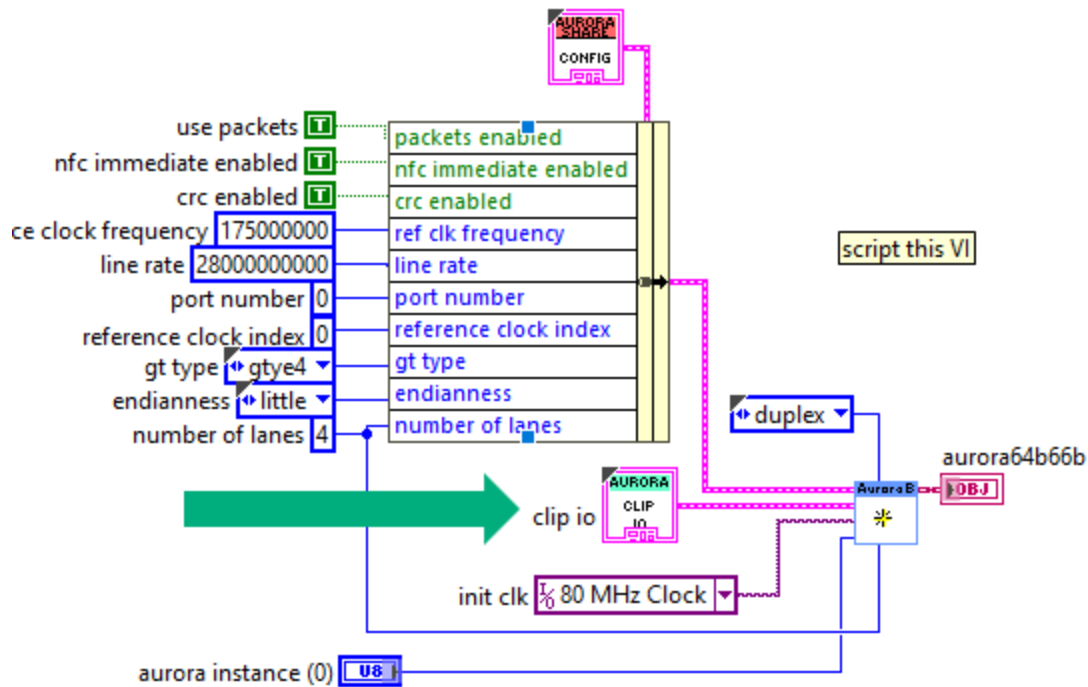 AURORA
SHARE
CONFIG
use packets T
packets enabled
nfc immediate enabled T
nfc immediate enabled
crc enabled T
crc enabled
ce clock frequency 175000000
ref clk frequency
script this VI
line rate 28000000000
line rate
port number 0
port number
reference clock index 0
reference clock index
gt type gtye4
gt type
endianness little
endianness
number of lanes 4
number of lanes
duplex
aurora64b66b
Aurora B
OBJ
AURORA
clip io
CLIP
IO
init clk I/O 80 MHz Clock
aurora instance (0) U8